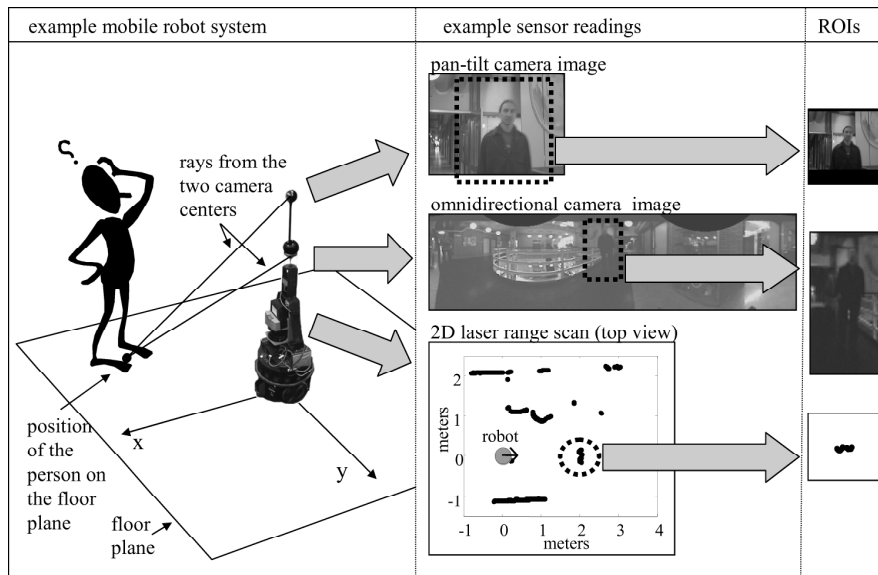 example mobile robot system
example sensor readings
ROIs
pan-tilt camera image
rays from the
two camera
centers
omnidirectional camera image
2D laser range scan (top view)
position
of the
person on
the floor
plane
x
y
floor
plane
meters
2
1
0
-1
robot
-1 0 1 2 3 4
meters